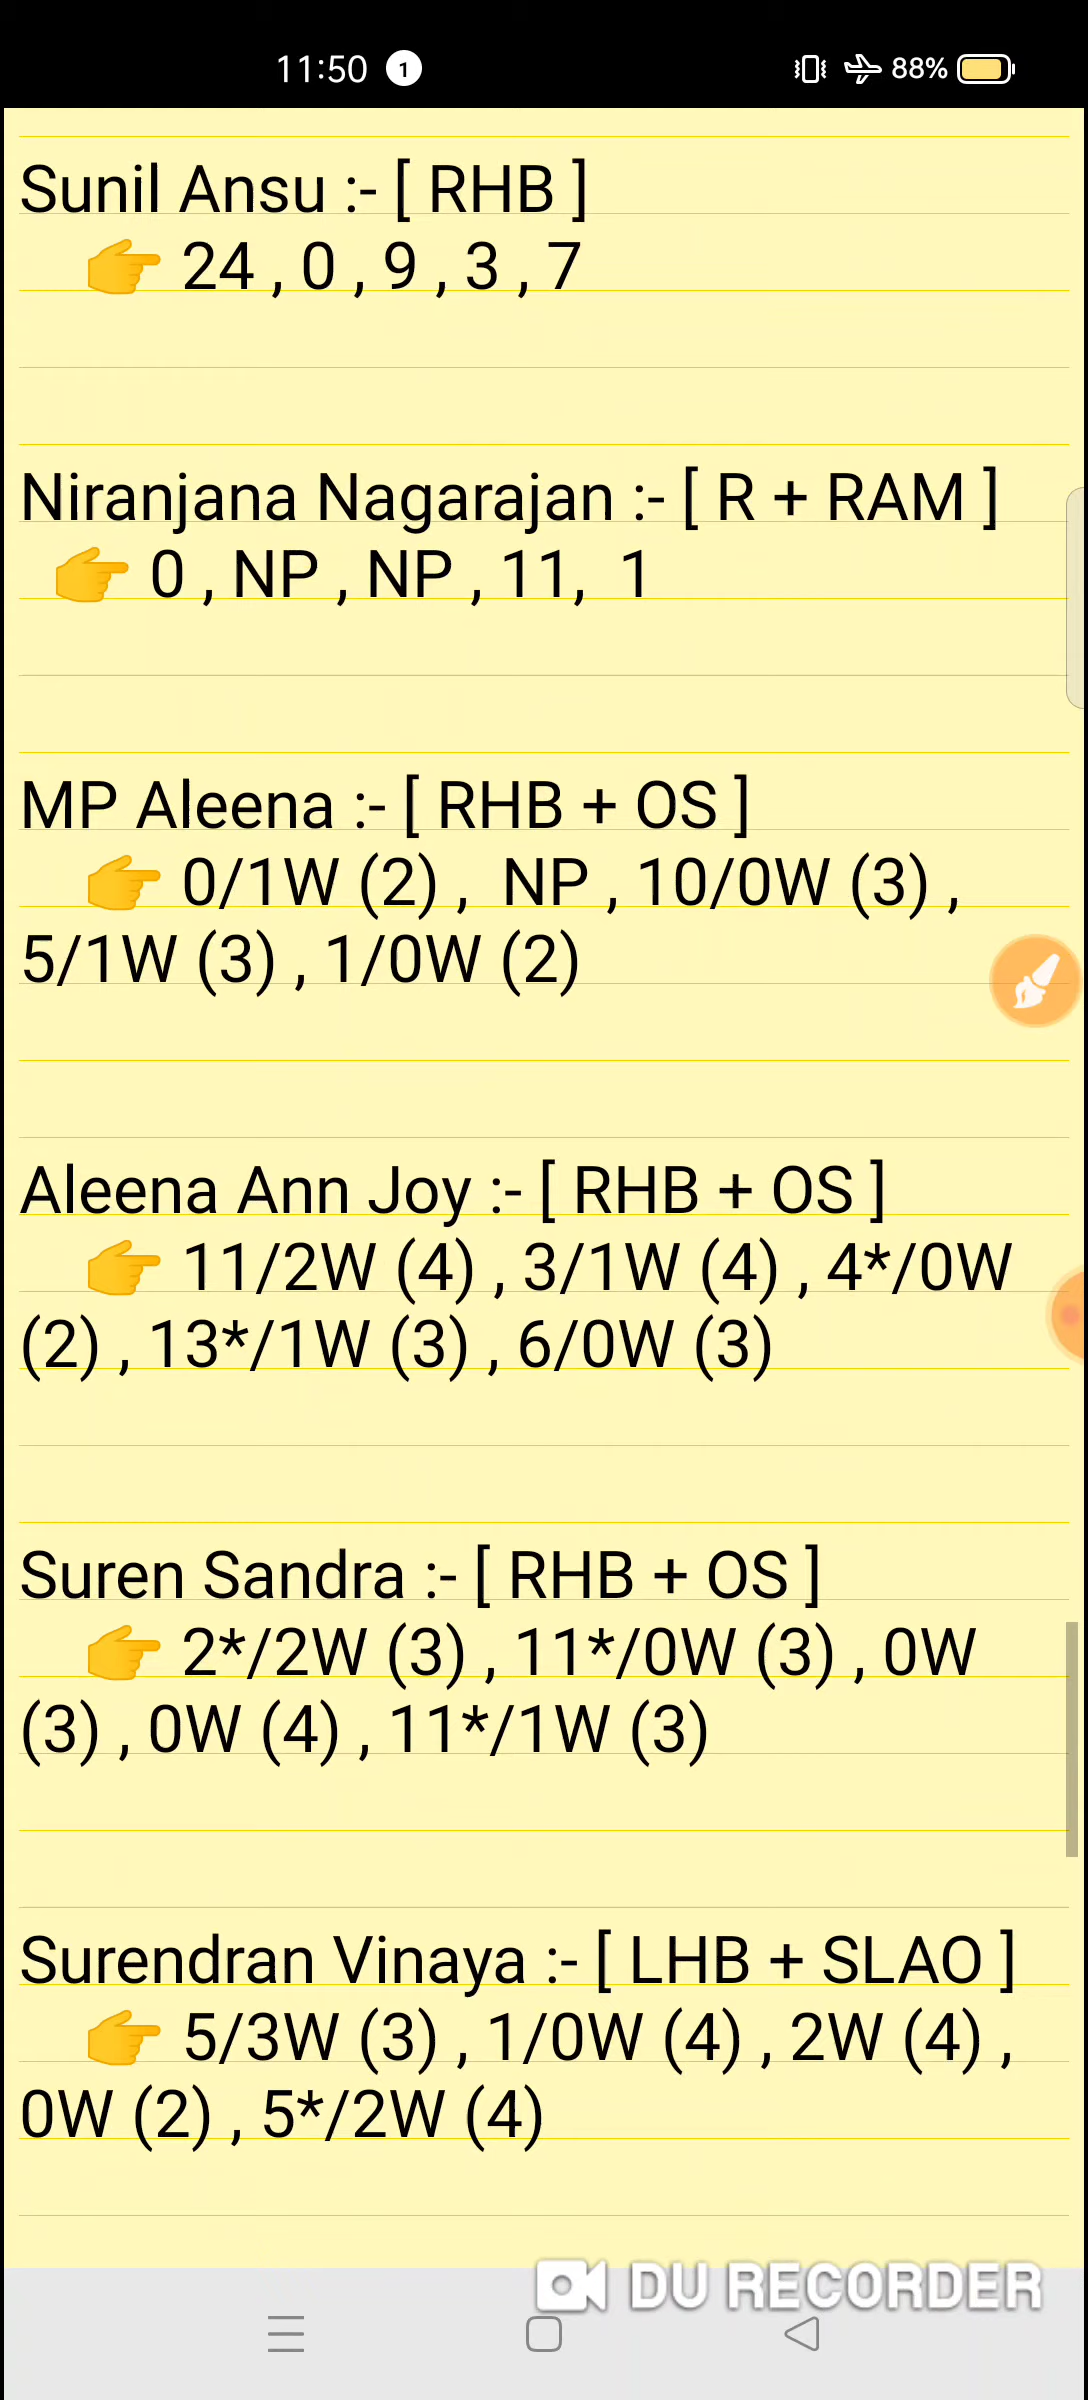 11:50 1 88%
Sunil Ansu :- [ RHB ]
👉 24 , 0 , 9 , 3 , 7
Niranjana Nagarajan :- [ R + RAM ]
👉 0 , NP , NP , 11, 1
MP Aleena :- [ RHB + OS ]
👉 0/1W (2) , NP , 10/0W (3) ,
5/1W (3) , 1/0W (2)
Aleena Ann Joy :- [ RHB + OS ]
👉 11/2W (4) , 3/1W (4) , 4*/0W
(2) , 13*/1W (3) , 6/0W (3)
Suren Sandra :- [ RHB + OS ]
👉 2*/2W (3) , 11*/0W (3) , 0W
(3) , 0W (4) , 11*/1W (3)
Surendran Vinaya :- [ LHB + SLAO ]
👉 5/3W (3) , 1/0W (4) , 2W (4) ,
0W (2) , 5*/2W (4)
DU RECORDER